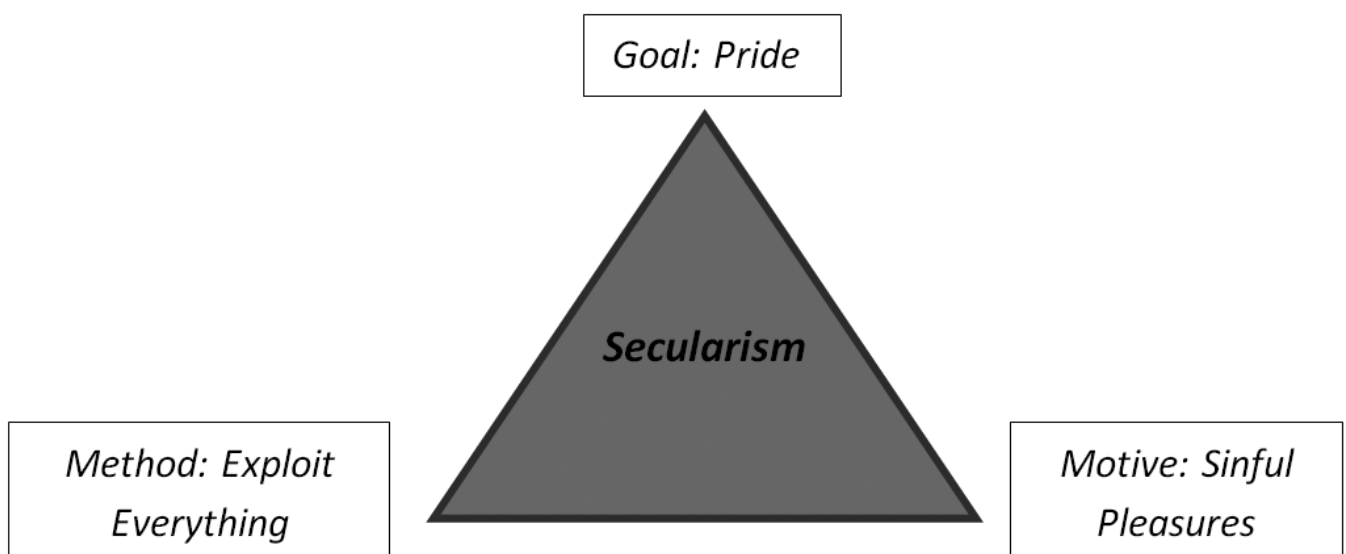 Goal: Pride
Secularism
Method: Exploit
Everything
Motive: Sinful
Pleasures